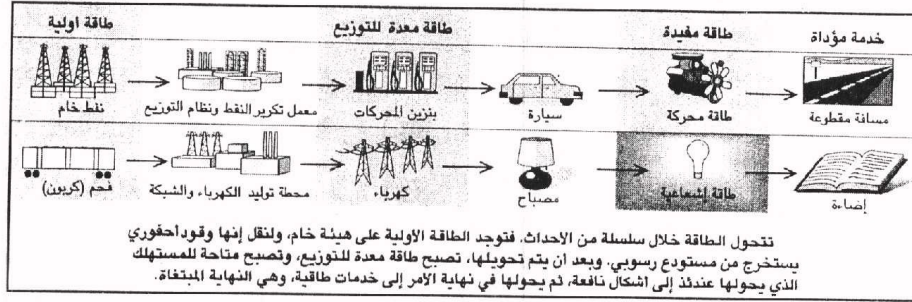 طاقة اولية
طاقة معدة للتوزيع
طاقة مفيدة
خدمة مؤداة
نفط خام
معمل تكرير النفط ونظام التوزيع
بنزين المحركات
سيارة
طاقة محركة
مسافة مقطوعة
فحم (كربون)
محطة توليد الكهرباء والشبكة
كهرباء
مصباح
طاقة إشعاعية
إضاءة
تتحول الطاقة خلال سلسلة من الأحداث. فتوجد الطاقة الأولية على هيئة خام، ولنقل إنها وقود أحفوري
يستخرج من مستودع رسوبي. وبعد ان يتم تحويلها، تصبح طاقة معدة للتوزيع، وتصبح متاحة للمستهلك
الذي يحولها عندئذ إلى أشكال نافعة، ثم يحولها في نهاية الامر إلى خدمات طاقية، وهي النهاية المبتغاة.